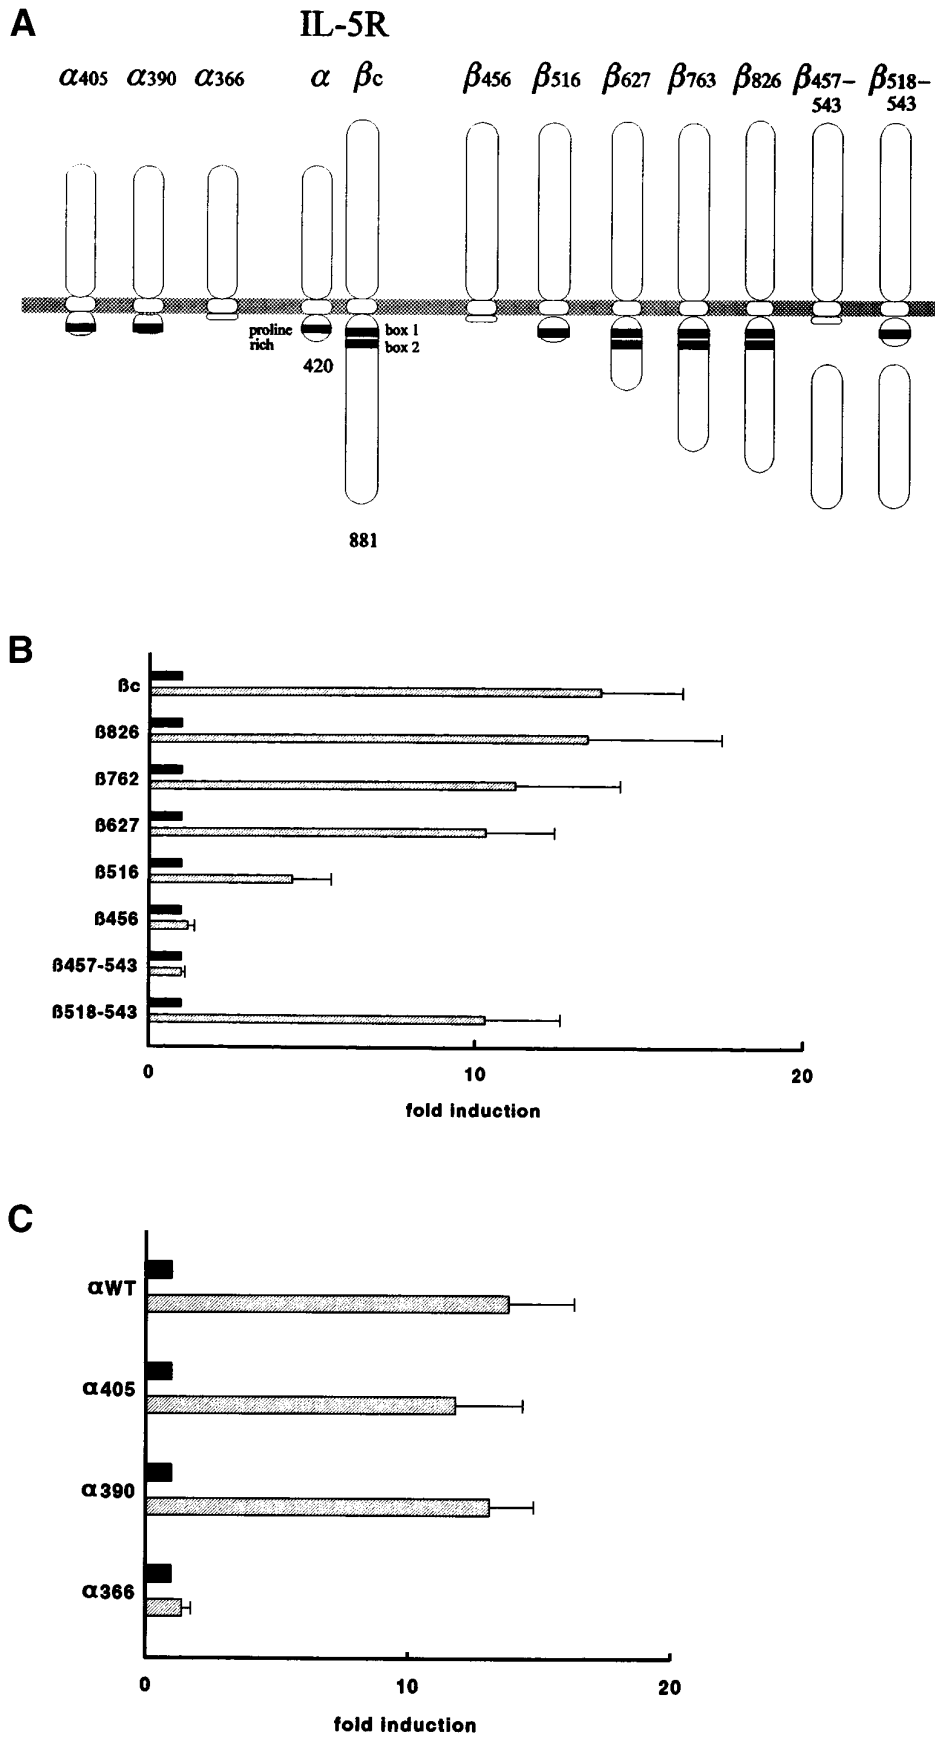 A
IL-5R
α405 α390 α366 α βc β456 β516 β627 β763 β826 β457-543 β518-543
proline rich
box 1
box 2
420
881
B
βc
β826
β762
β627
β516
β456
β457-543
β518-543
0 10 20
fold induction
C
αWT
α405
α390
α366
0 10 20
fold induction